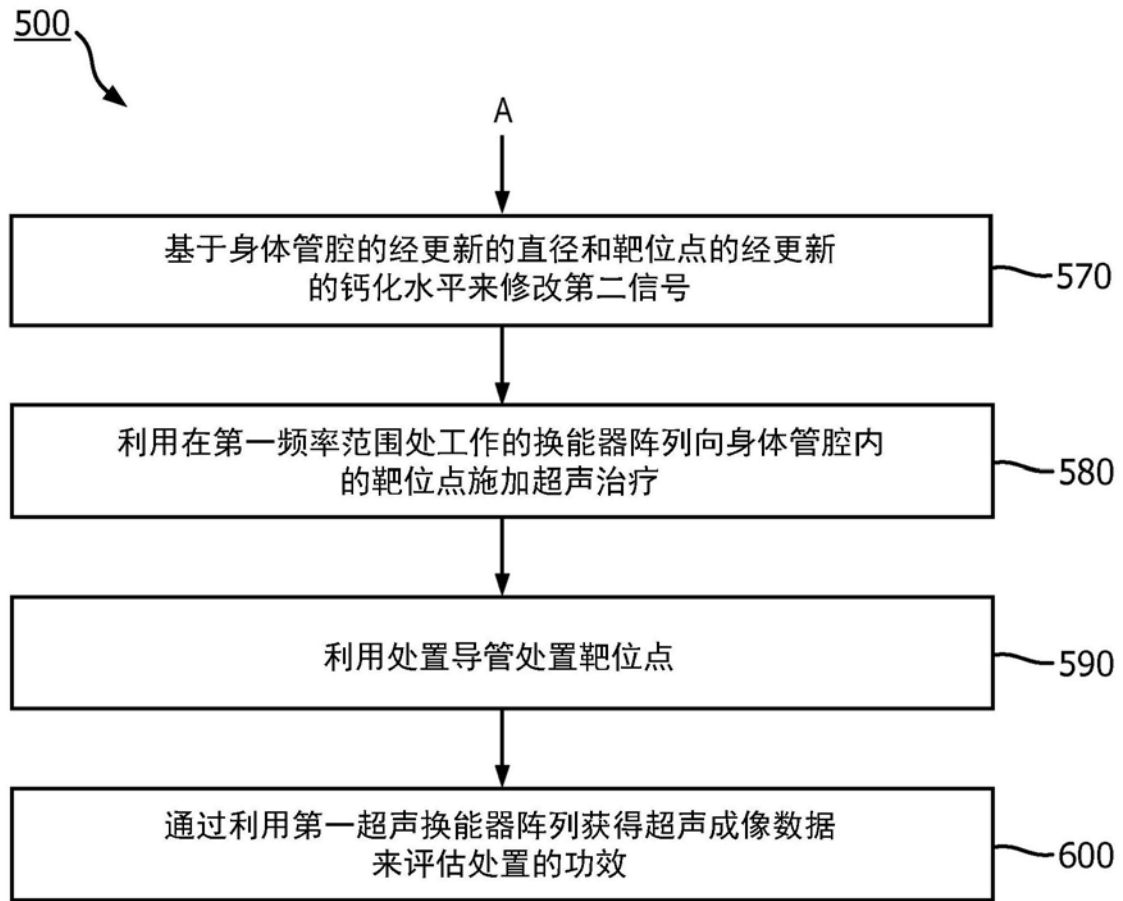 500
A
基于身体管腔的经更新的直径和靶位点的经更新
的钙化水平来修改第二信号
570
利用在第一频率范围处工作的换能器阵列向身体管腔内
的靶位点施加超声治疗
580
利用处置导管处置靶位点
590
通过利用第一超声换能器阵列获得超声成像数据
来评估处置的功效
600